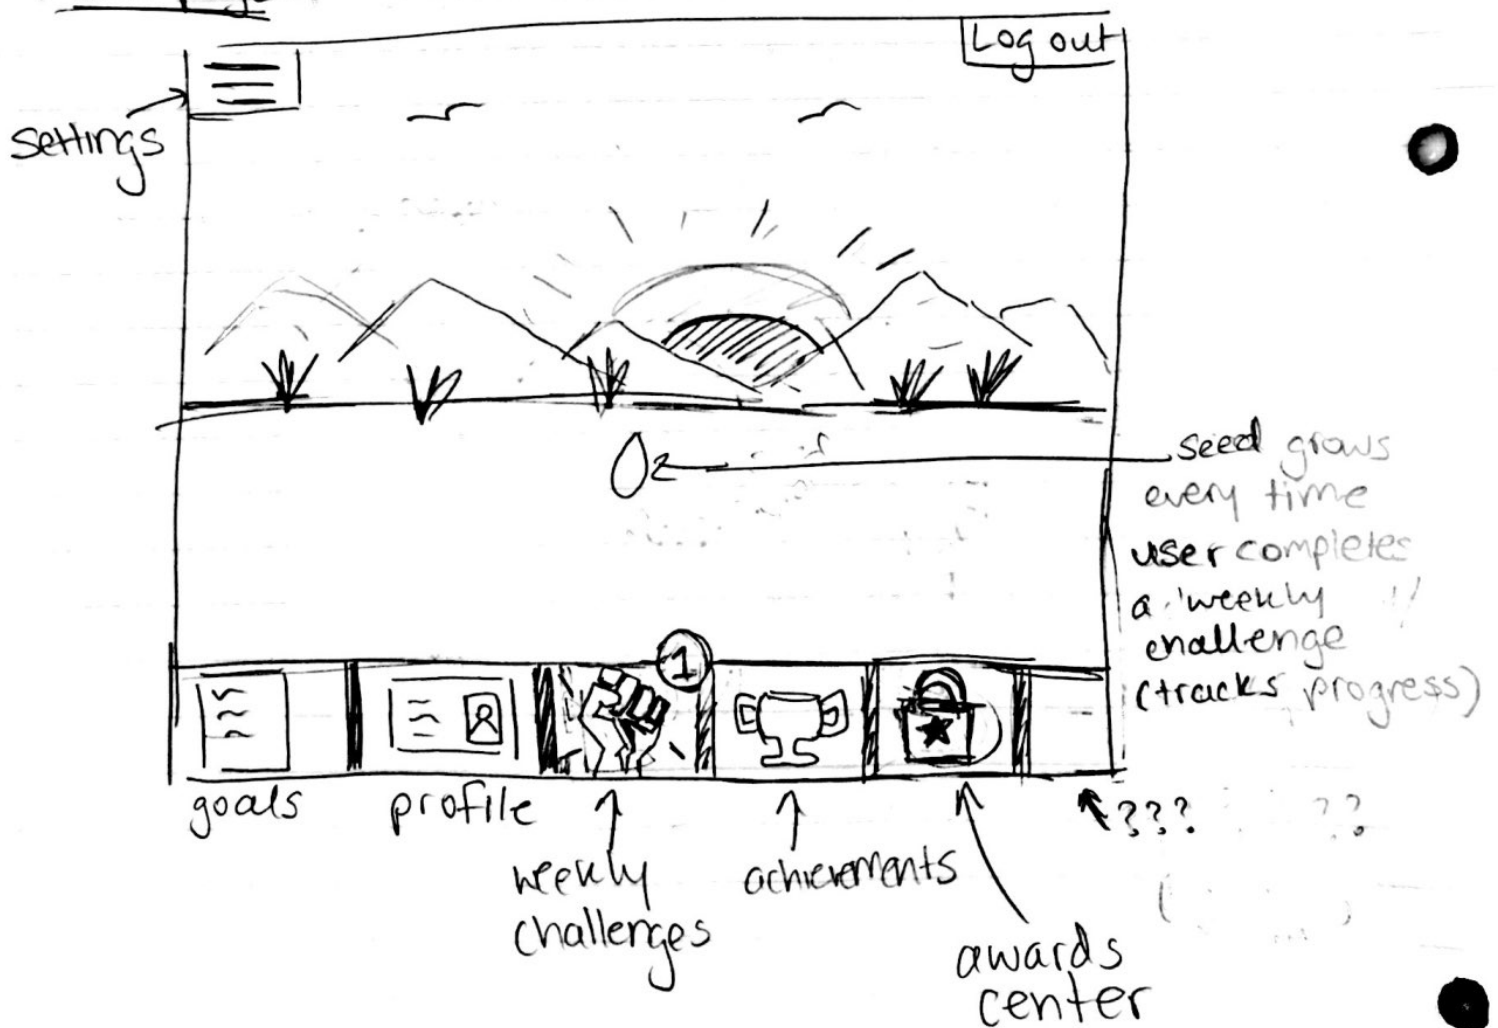 Log out
settings
seed grows
every time
user completes
a "weekly
challenge"
(tracks progress)
1
goals
profile
weekly
challenges
achievements
awards
center
???
??